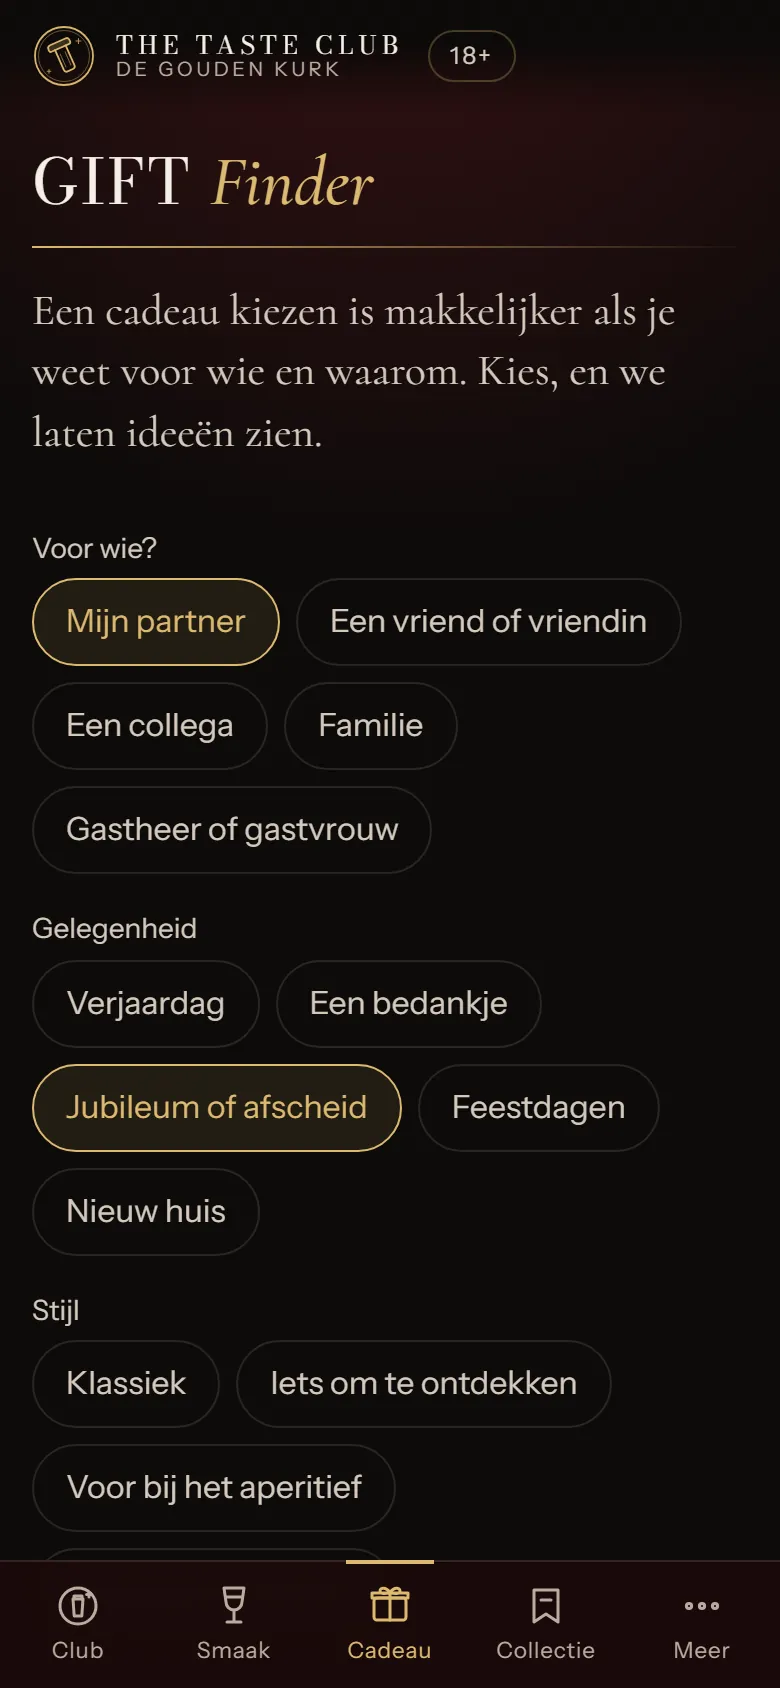 THE TASTE CLUB
DE GOUDEN KURK
18+
GIFT Finder
Een cadeau kiezen is makkelijker als je
weet voor wie en waarom. Kies, en we
laten ideeën zien.
Voor wie?
Mijn partner
Een vriend of vriendin
Een collega
Familie
Gastheer of gastvrouw
Gelegenheid
Verjaardag
Een bedankje
Jubileum of afscheid
Feestdagen
Nieuw huis
Stijl
Klassiek
Iets om te ontdekken
Voor bij het aperitief
Club
Smaak
Cadeau
Collectie
Meer